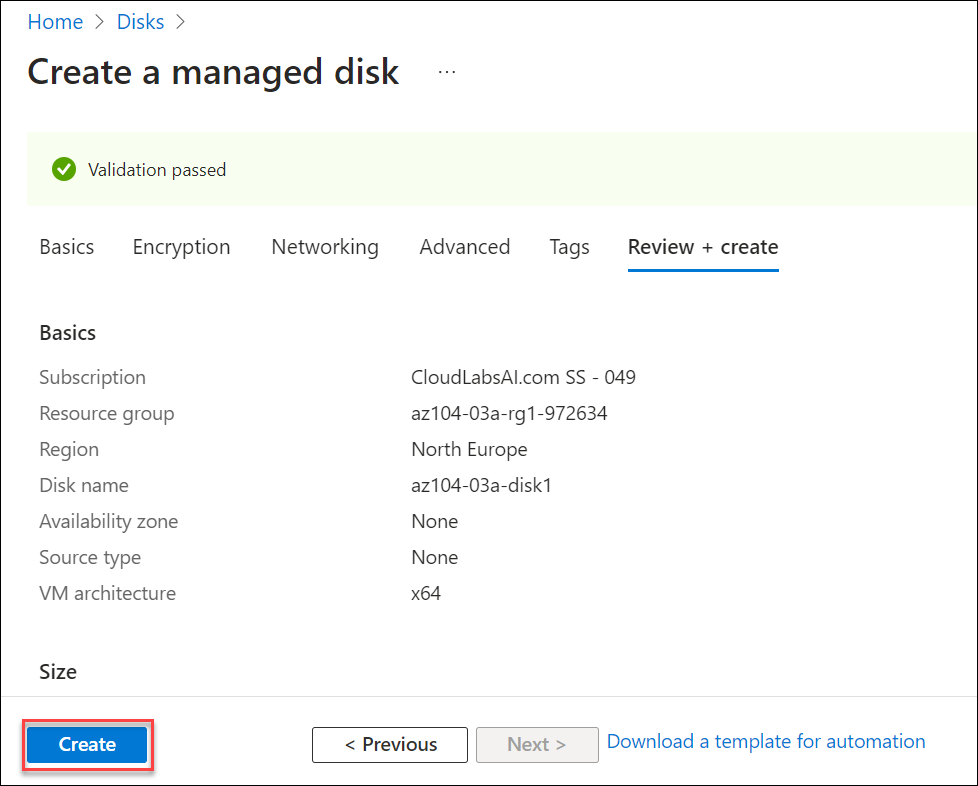 Home > Disks >
Create a managed disk ...
Validation passed
Basics Encryption Networking Advanced Tags Review + create
Basics
Subscription CloudLabsAI.com SS - 049
Resource group az104-03a-rg1-972634
Region North Europe
Disk name az104-03a-disk1
Availability zone None
Source type None
VM architecture x64
Size
Create < Previous Next > Download a template for automation